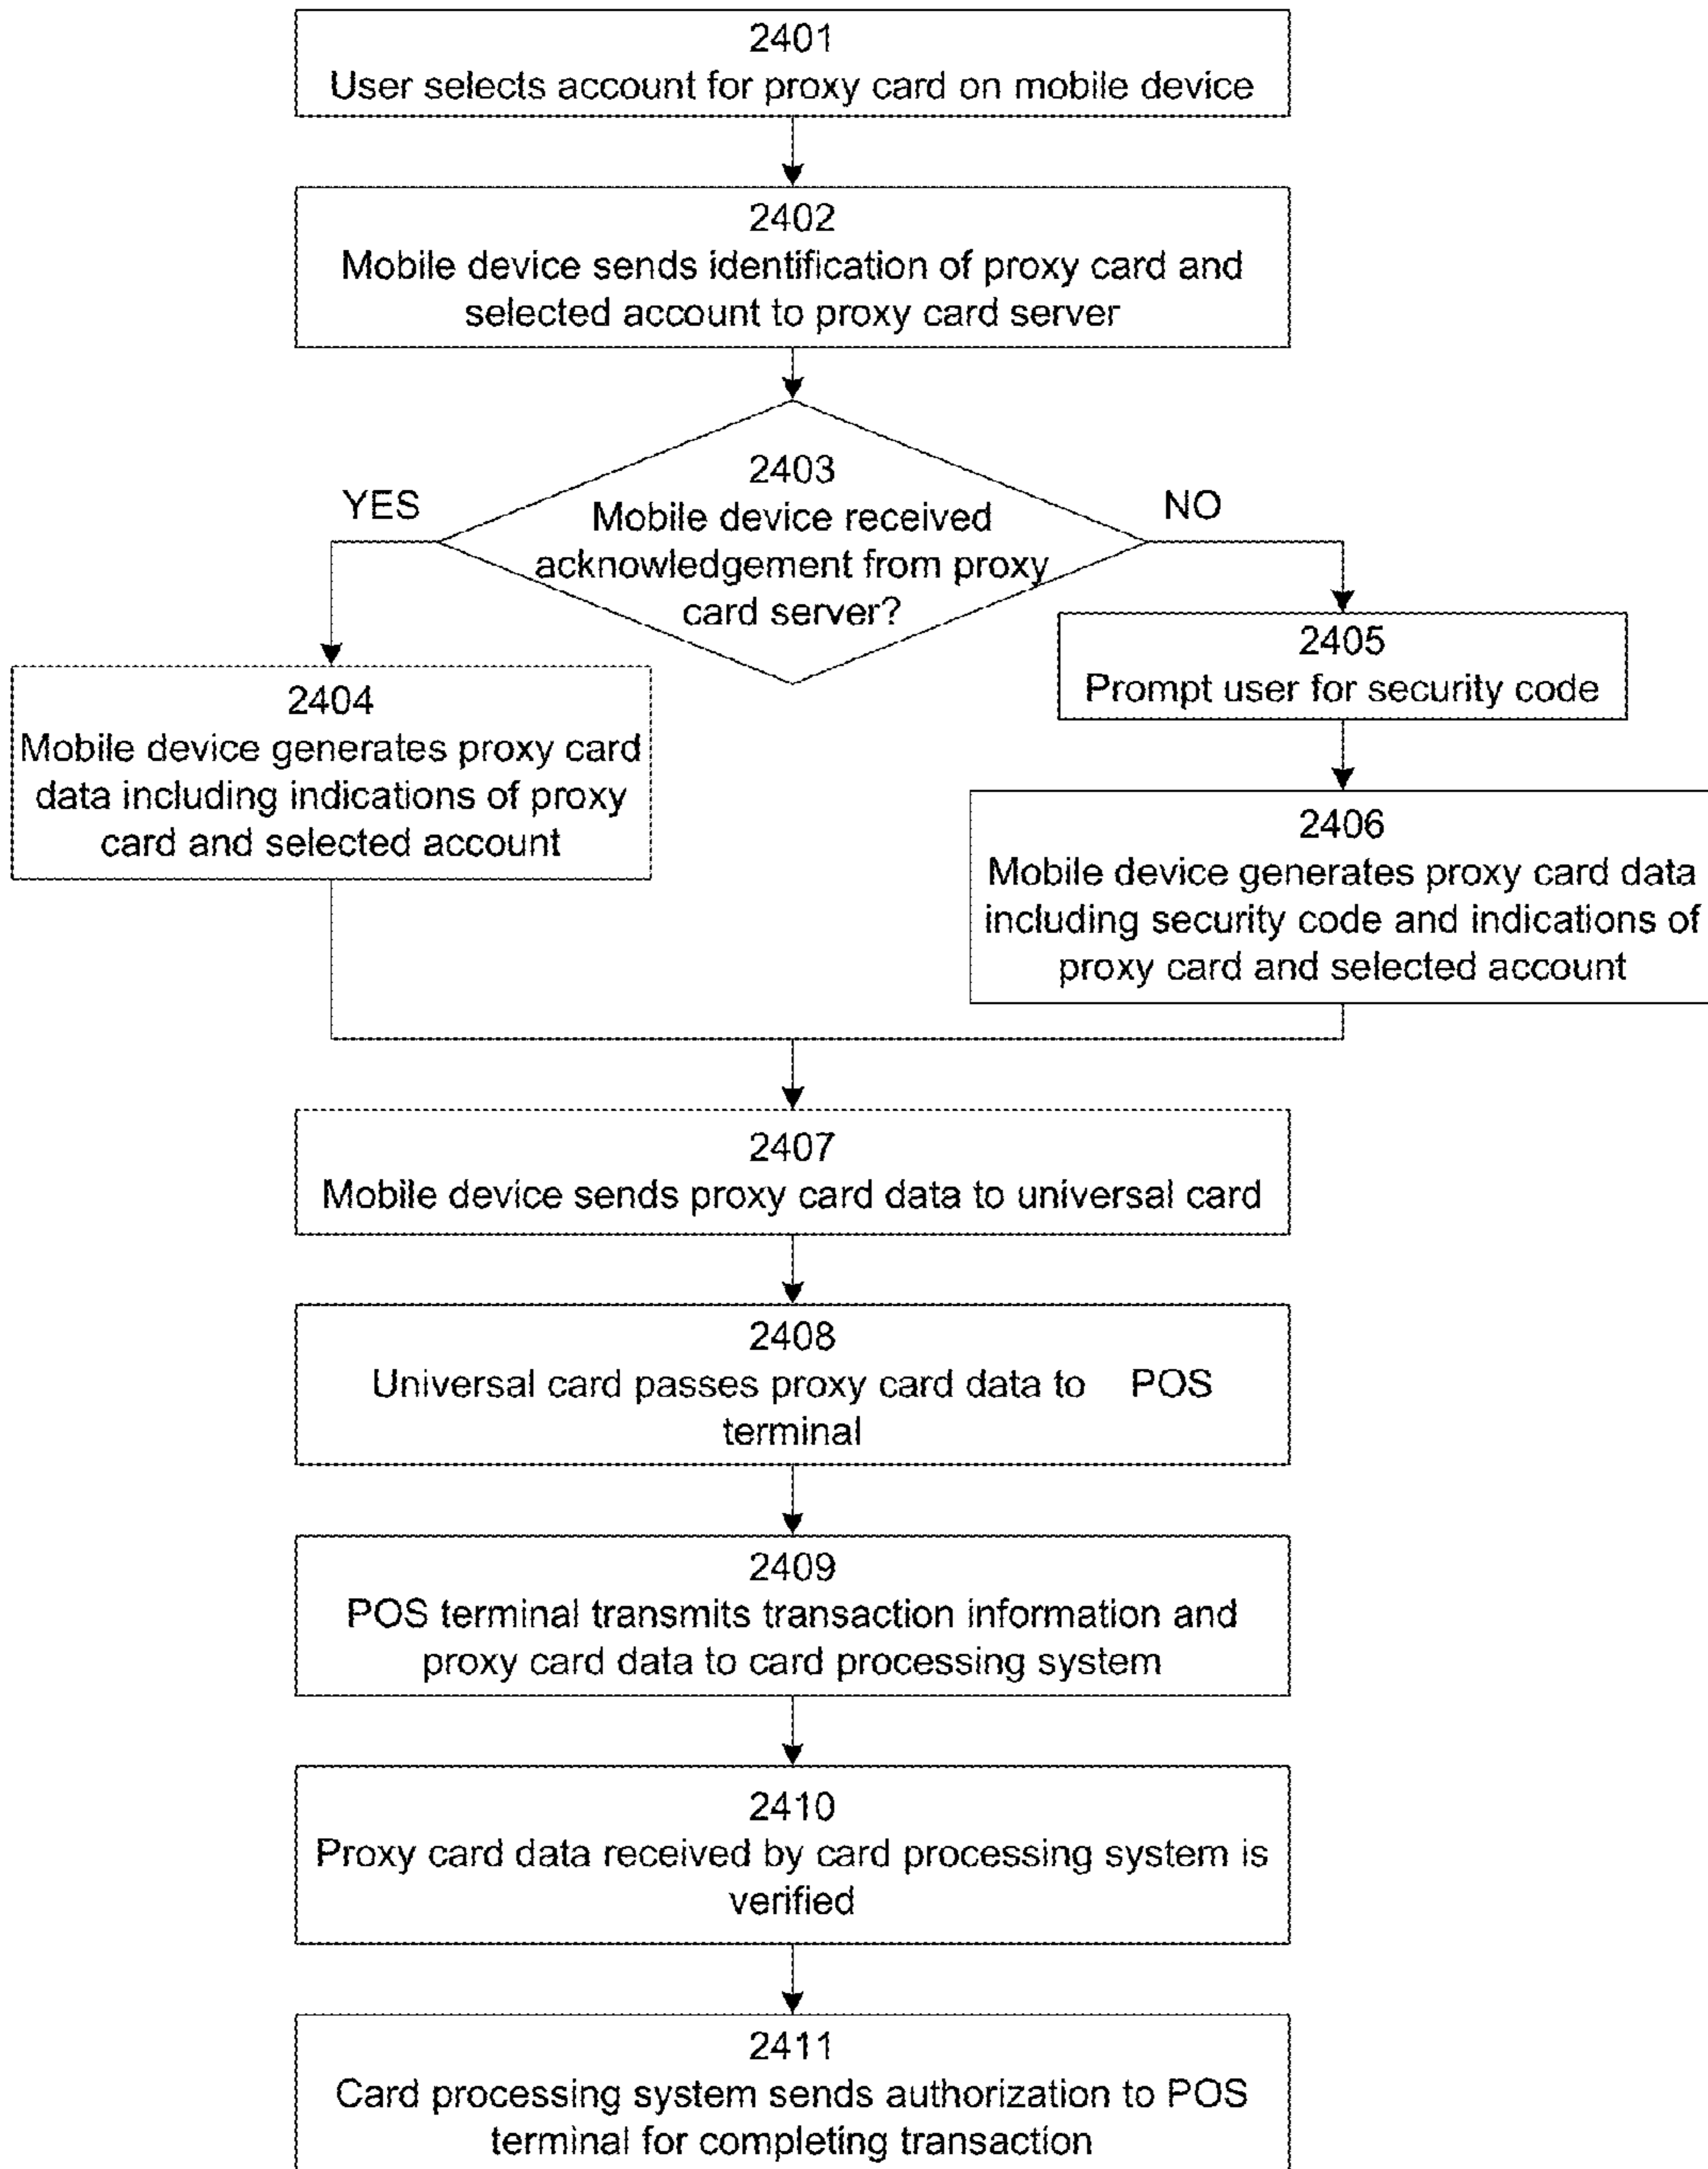 2401
User selects account for proxy card on mobile device
2402
Mobile device sends identification of proxy card and
selected account to proxy card server
2403
Mobile device received
acknowledgement from proxy
card server?
YES
NO
2404
Mobile device generates proxy card
data including indications of proxy
card and selected account
2405
Prompt user for security code
2406
Mobile device generates proxy card data
including security code and indications of
proxy card and selected account
2407
Mobile device sends proxy card data to universal card
2408
Universal card passes proxy card data to POS
terminal
2409
POS terminal transmits transaction information and
proxy card data to card processing system
2410
Proxy card data received by card processing system is
verified
2411
Card processing system sends authorization to POS
terminal for completing transaction